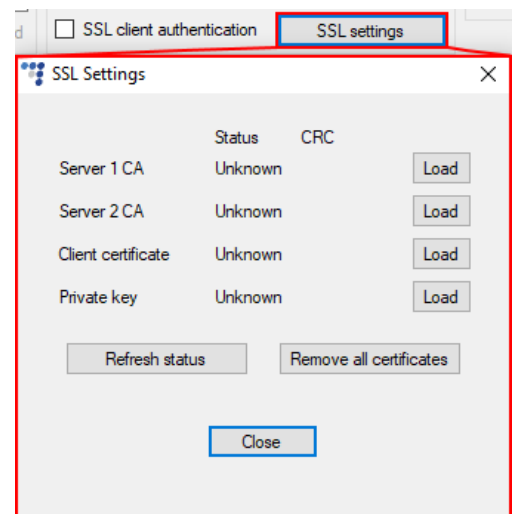 d SSL client authentication SSL settings
SSL Settings
Status CRC
Server 1 CA Unknown Load
Server 2 CA Unknown Load
Client certificate Unknown Load
Private key Unknown Load
Refresh status Remove all certificates
Close